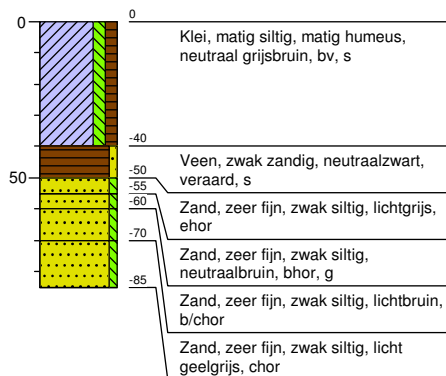 0
0
Klei, matig siltig, matig humeus,
neutraal grijsbruin, bv, s
-40
Veen, zwak zandig, neutraalzwart,
veraard, s
50
-50
-55
Zand, zeer fijn, zwak siltig, lichtgrijs,
ehor
-60
Zand, zeer fijn, zwak siltig,
neutraalbruin, bhor, g
-70
Zand, zeer fijn, zwak siltig, lichtbruin,
b/chor
-85
Zand, zeer fijn, zwak siltig, licht
geelgrijs, chor